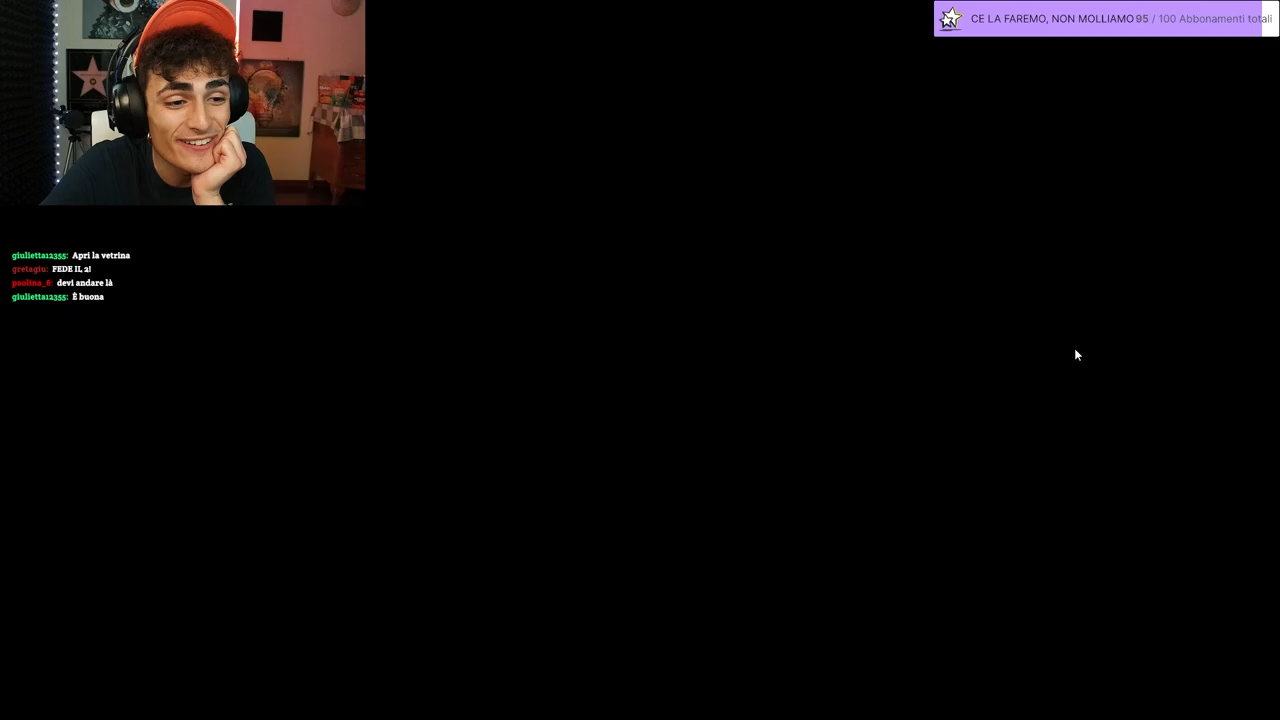 CE LA FAREMO, NON MOLLIAMO 95 / 100 Abbonamenti totali
giulietta12355: Apri la vetrina
gretagiu: FEDE IL 2!
paolina_6: devi andare là
giulietta12355: È buona